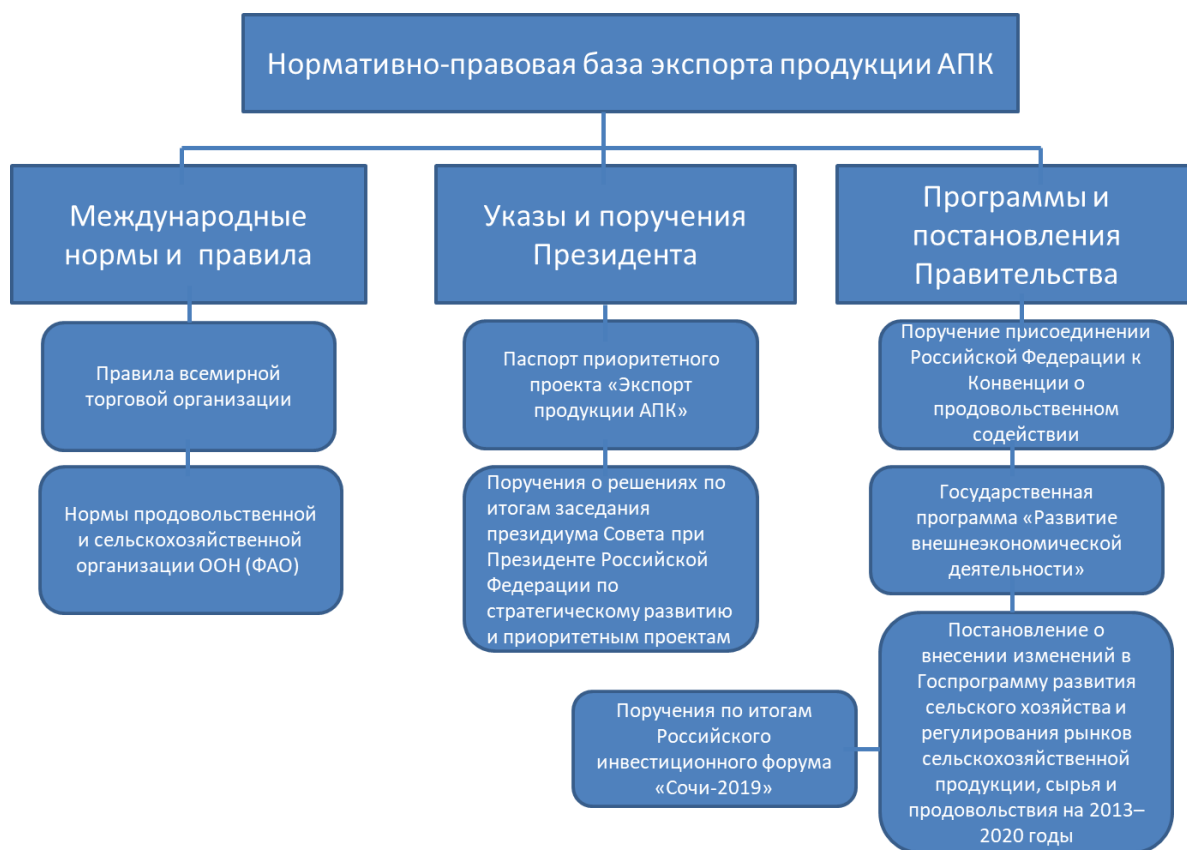 Нормативно-правовая база экспорта продукции АПК
Международные
нормы и правила
Указы и поручения
Президента
Программы и
постановления
Правительства
Правила всемирной
торговой организации
Нормы продовольственной
и сельскохозяйственной
организации ООН (ФАО)
Паспорт приоритетного
проекта «Экспорт
продукции АПК»
Поручения о решениях по
итогам заседания
президиума Совета при
Президенте Российской
Федерации по
стратегическому развитию
и приоритетным проектам
Поручение присоединении
Российской Федерации к
Конвенции о
продовольственном
содействии
Государственная
программа «Развитие
внешнеэкономической
деятельности»
Постановление о
внесении изменений в
Госпрограмму развития
сельского хозяйства и
регулирования рынков
сельскохозяйственной
продукции, сырья и
продовольствия на 2013–
2020 годы
Поручения по итогам
Российского
инвестиционного форума
«Сочи-2019»